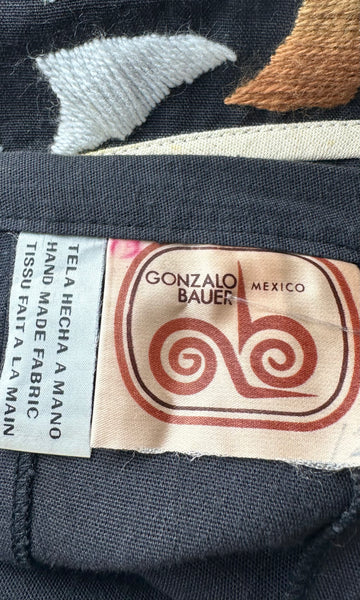 TELA HECHA A MANO
HAND MADE FABRIC
TISSU FAIT A LA MAIN
GONZALO
BAUER
MEXICO